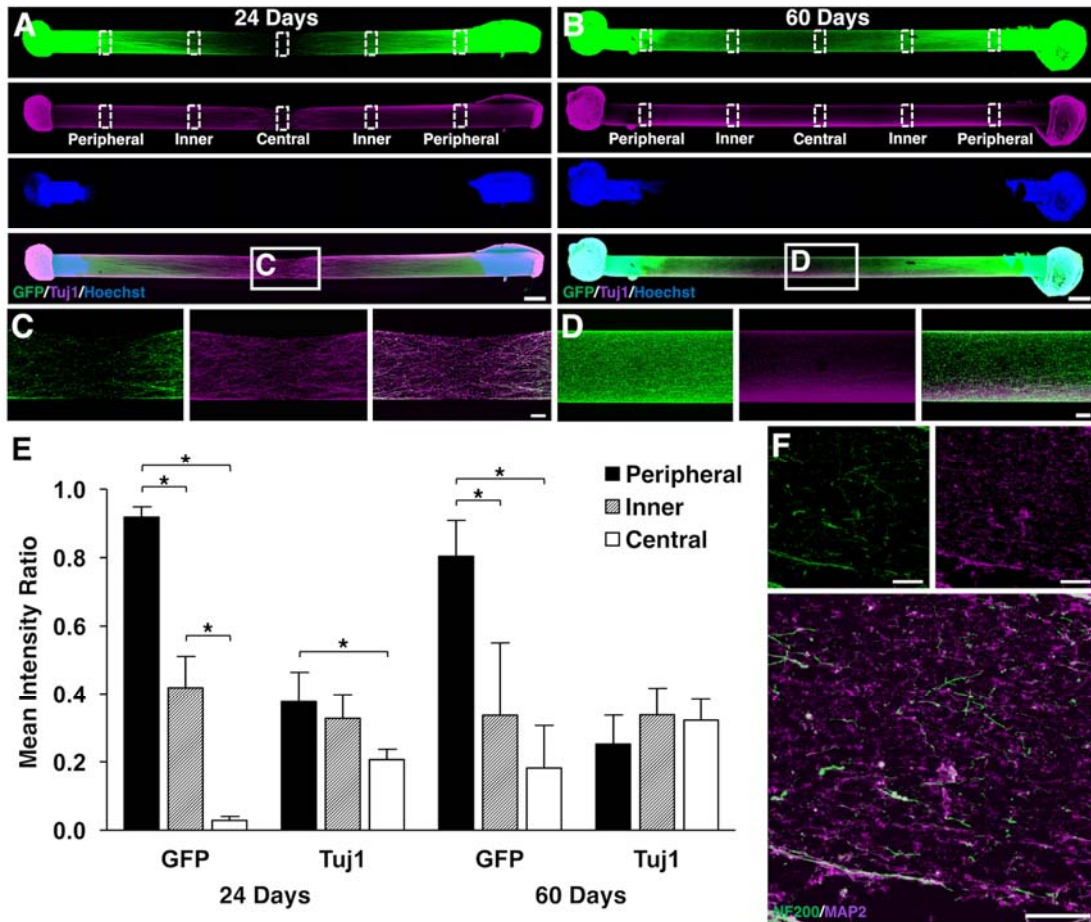 A
24 Days
B
60 Days
Peripheral Inner Central Inner Peripheral
Peripheral Inner Central Inner Peripheral
C
GFP/Tuj1/Hoechst
D
GFP/Tuj1/Hoechst
C
D
E
Mean Intensity Ratio
1.0
0.8
0.6
0.4
0.2
0.0
* * *
*
* *
Peripheral
Inner
Central
GFP Tuj1 GFP Tuj1
24 Days 60 Days
F
NF200/MAP2